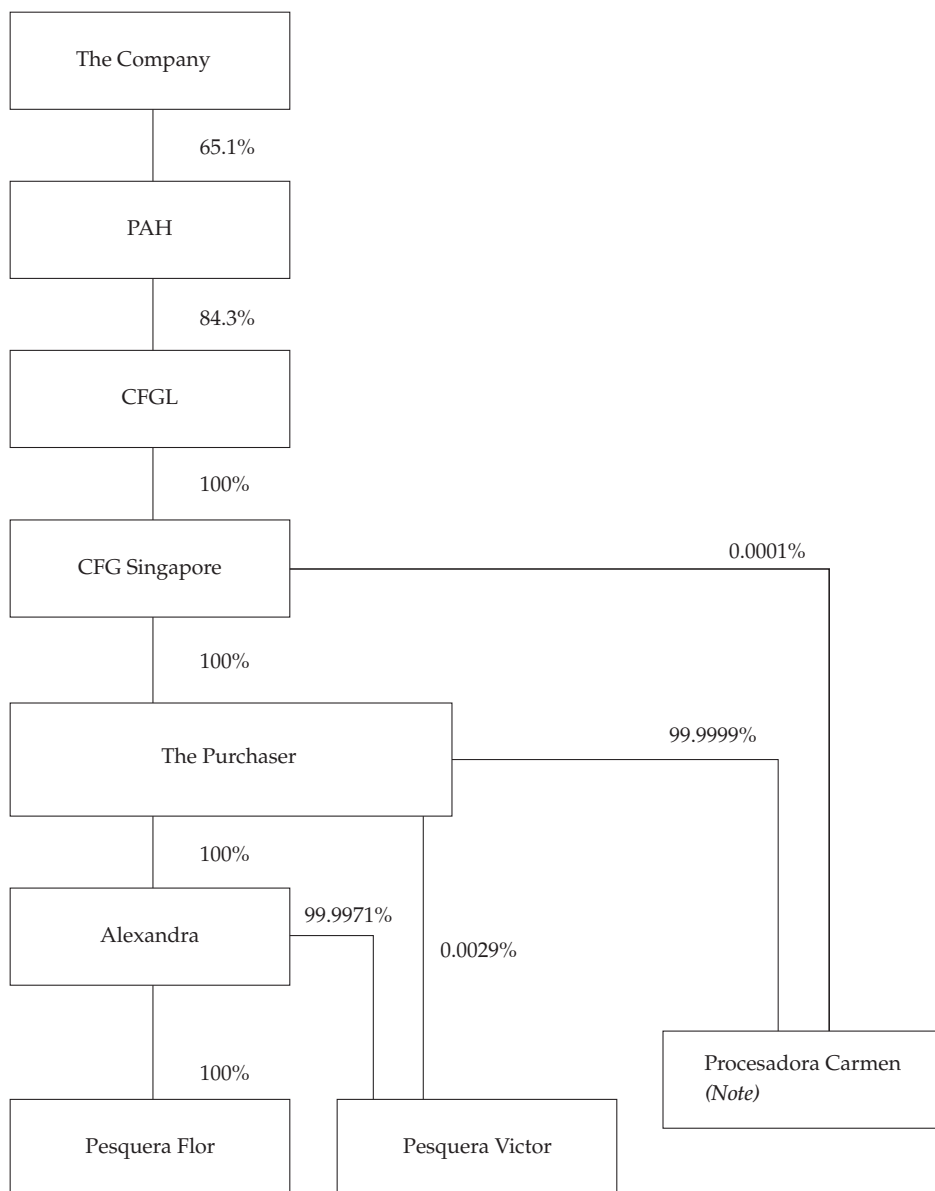 The Company
65.1%
PAH
84.3%
CFGL
100%
CFG Singapore
0.0001%
100%
The Purchaser
99.9999%
100%
Alexandra
99.9971%
0.0029%
100%
Procesadora Carmen
(Note)
Pesquera Flor
Pesquera Victor